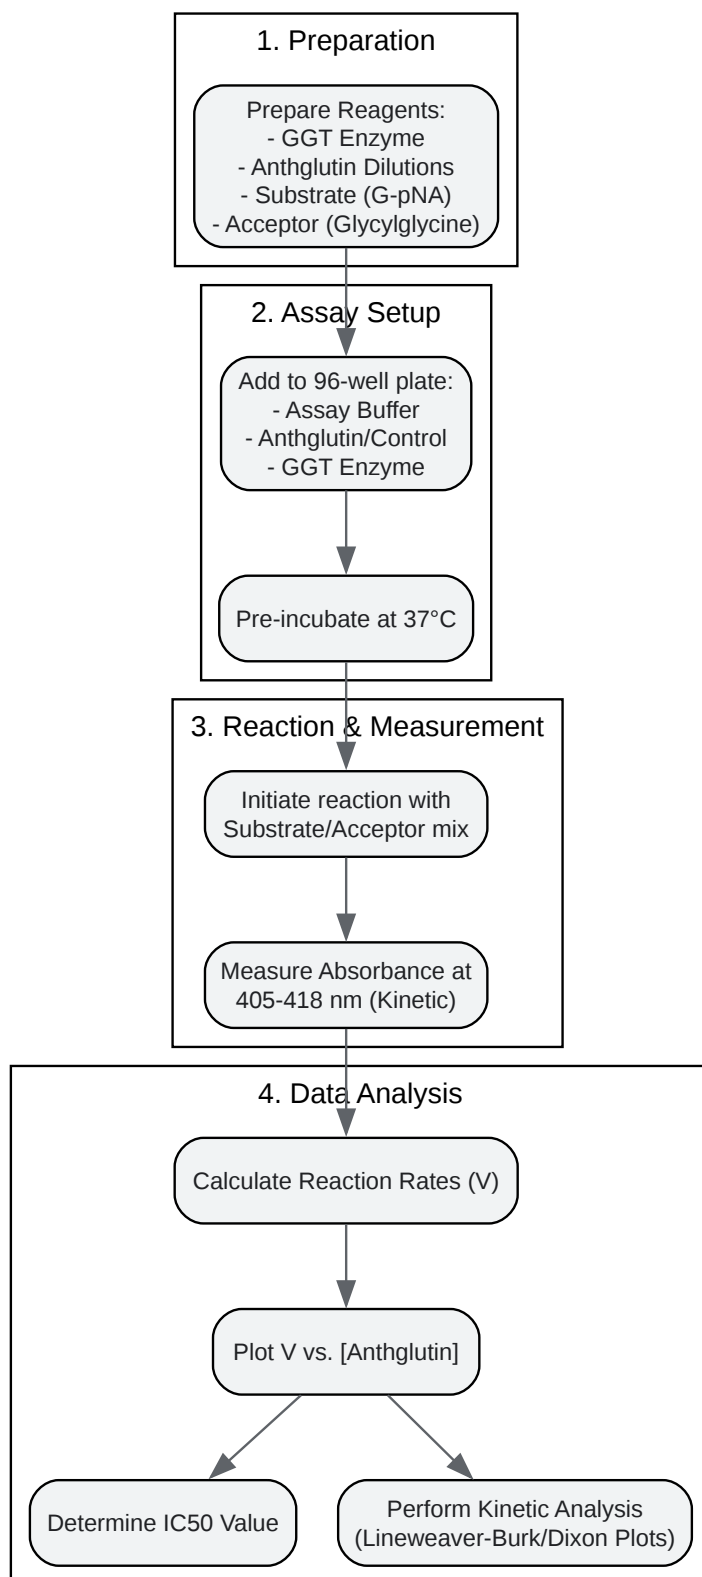 1. Preparation
Prepare Reagents:
- GGT Enzyme
- Anthglutin Dilutions
- Substrate (G-pNA)
- Acceptor (Glycylglycine)
2. Assay Setup
Add to 96-well plate:
- Assay Buffer
- Anthglutin/Control
- GGT Enzyme
Pre-incubate at 37°C
3. Reaction & Measurement
Initiate reaction with
Substrate/Acceptor mix
Measure Absorbance at
405-418 nm (Kinetic)
4. Data Analysis
Calculate Reaction Rates (V)
Plot V vs. [Anthglutin]
Determine IC50 Value
Perform Kinetic Analysis
(Lineweaver-Burk/Dixon Plots)